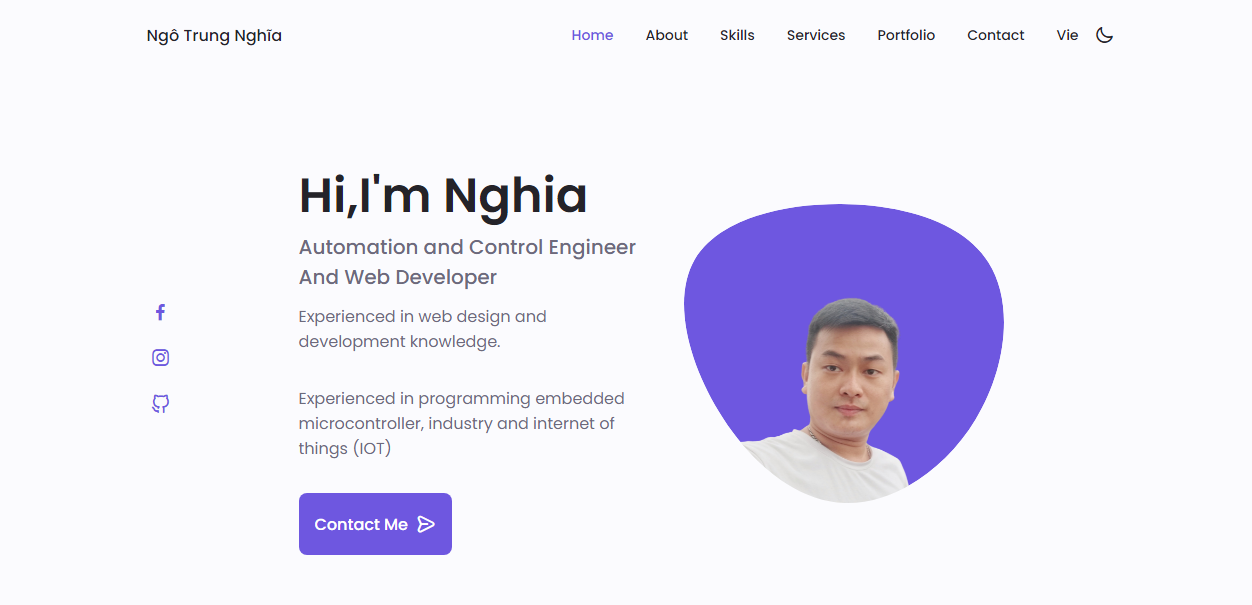 Ngô Trung Nghĩa
Home About Skills Services Portfolio Contact Vie
Hi,I'm Nghia
Automation and Control Engineer
And Web Developer
Experienced in web design and
development knowledge.
Experienced in programming embedded
microcontroller, industry and internet of
things (IOT)
Contact Me